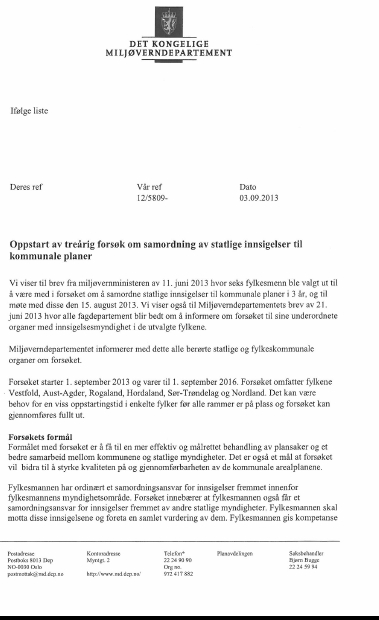 DET KONGELIGE
MILJØVERNDEPARTEMENT
Ifølge liste
Deres ref Vår ref Dato
12/5809- 03.09.2013
Oppstart av treårig forsøk om samordning av statlige innsigelser til
kommunale planer
Vi viser til brev fra miljøvernministeren av 11. juni 2013 hvor seks fylkesmenn ble valgt ut til
å være med i forsøket om å samordne statlige innsigelser til kommunale planer i 3 år, og til
møte med disse den 15. august 2013. Vi viser også til Miljøverndepartementets brev av 21.
juni 2013 hvor alle fagdepartement blir bedt om å informere om forsøket til sine underordnete
organer med innsigelsesmyndighet i de utvalgte fylkene.
Miljøverndepartementet informerer med dette alle berørte statlige og fylkeskommunale
organer om forsøket.
Forsøket starter 1. september 2013 og varer til 1. september 2016. Forsøket omfatter fylkene
Vestfold, Aust-Agder, Rogaland, Hordaland, Sør-Trøndelag og Nordland. Det kan være
behov for en viss oppstartingstid i enkelte fylker før alle rammer er på plass og forsøket kan
gjennomføres fullt ut.
Forsøkets formål
Formålet med forsøket er å få til en mer effektiv og målrettet behandling av plansaker og et
bedre samarbeid mellom kommunene og statlige myndigheter. Det er også et mål at forsøket
vil bidra til å styrke kvaliteten på og gjennomførbarheten av de kommunale arealplanene.
Fylkesmannen har ordinært et samordningsansvar for innsigelser fremmet innenfor
fylkesmannens myndighetsområde. Forsøket innebærer at fylkesmannen også får et
samordningsansvar for innsigelser fremmet av andre statlige myndigheter. Fylkesmannen skal
motta disse innsigelsene og foreta en samlet vurdering av dem. Fylkesmannen gis kompetanse
Postadresse Kontoradresse Telefon* Planavdelingen Saksbehandler
Postboks 8013 Dep Myntgt. 2 22 24 90 90 Bjørn Bugge
NO-0030 Oslo Org no. 22 24 59 54
postmottak@md.dep.no http://www.md.dep.no/ 972 417 882